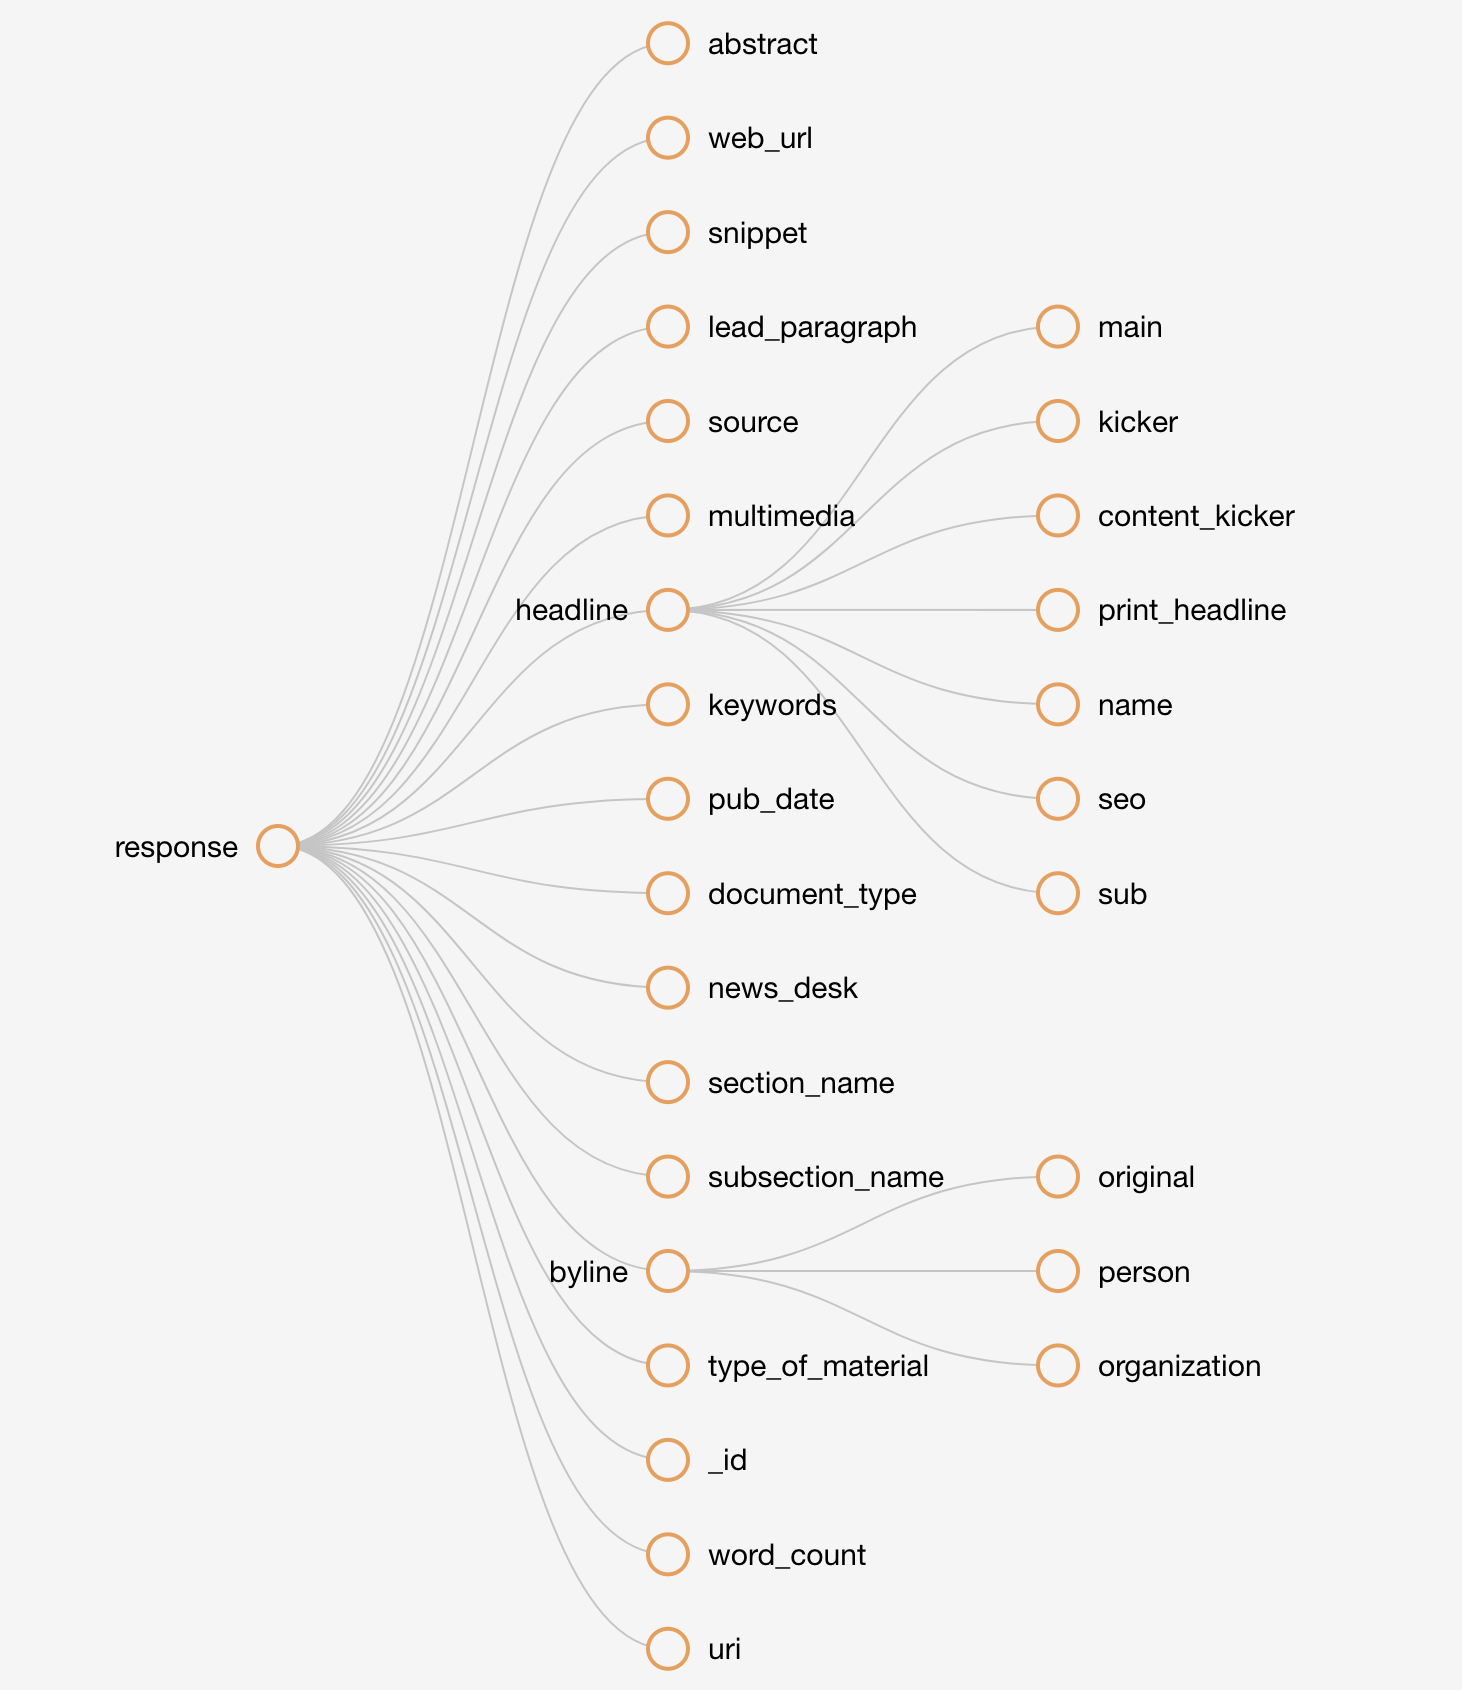 abstract
web_url
snippet
lead_paragraph
main
source
kicker
multimedia
content_kicker
headline
print_headline
keywords
name
pub_date
seo
response
document_type
sub
news_desk
section_name
subsection_name
original
byline
person
type_of_material
organization
_id
word_count
uri